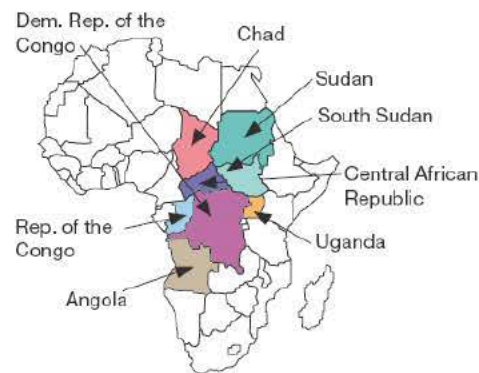 Dem. Rep. of the
Congo
Chad
Sudan
South Sudan
Central African
Republic
Rep. of the
Congo
Uganda
Angola